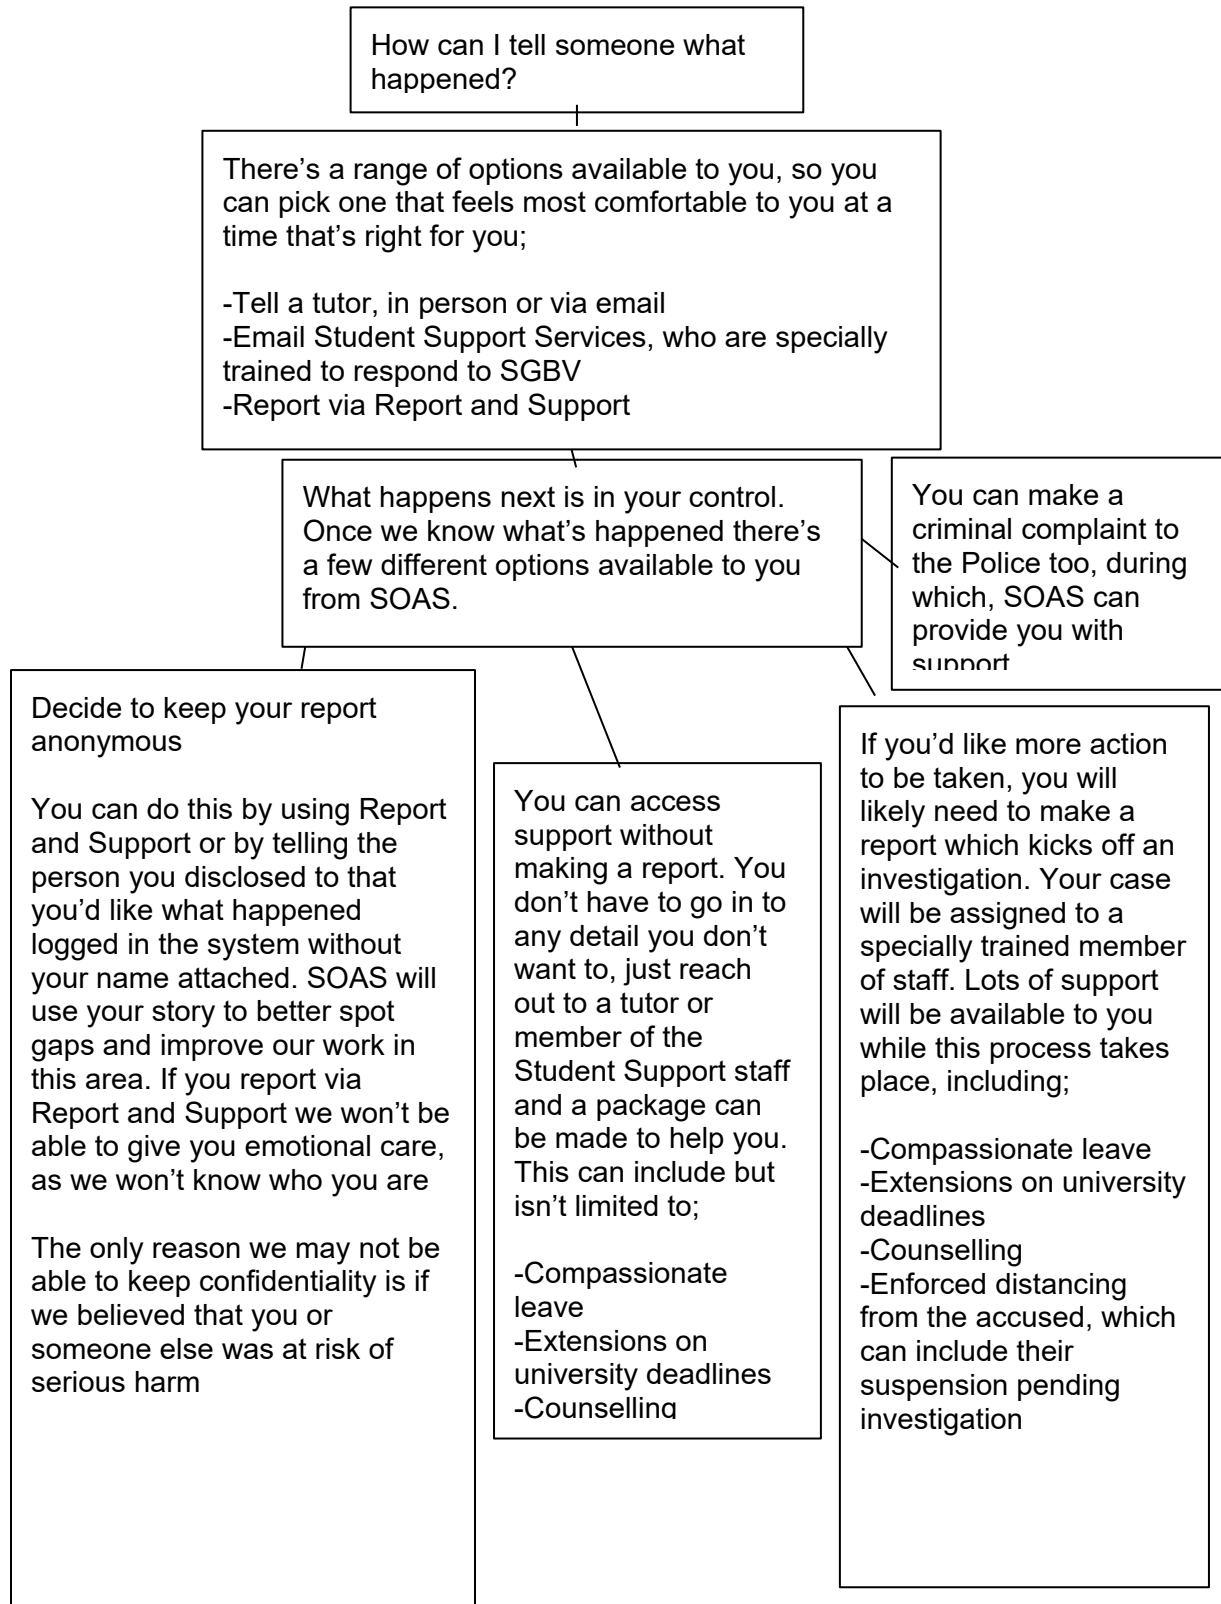 How can I tell someone what
happened?
There’s a range of options available to you, so you
can pick one that feels most comfortable to you at a
time that’s right for you;
-Tell a tutor, in person or via email
-Email Student Support Services, who are specially
trained to respond to SGBV
-Report via Report and Support
What happens next is in your control.
Once we know what’s happened there’s
a few different options available to you
from SOAS.
You can make a
criminal complaint to
the Police too, during
which, SOAS can
provide you with
support
Decide to keep your report
anonymous
You can do this by using Report
and Support or by telling the
person you disclosed to that
you’d like what happened
logged in the system without
your name attached. SOAS will
use your story to better spot
gaps and improve our work in
this area. If you report via
Report and Support we won’t be
able to give you emotional care,
as we won’t know who you are
The only reason we may not be
able to keep confidentiality is if
we believed that you or
someone else was at risk of
serious harm
You can access
support without
making a report. You
don’t have to go in to
any detail you don’t
want to, just reach
out to a tutor or
member of the
Student Support staff
and a package can
be made to help you.
This can include but
isn’t limited to;
-Compassionate
leave
-Extensions on
university deadlines
-Counselling
If you’d like more action
to be taken, you will
likely need to make a
report which kicks off an
investigation. Your case
will be assigned to a
specially trained member
of staff. Lots of support
will be available to you
while this process takes
place, including;
-Compassionate leave
-Extensions on university
deadlines
-Counselling
-Enforced distancing
from the accused, which
can include their
suspension pending
investigation